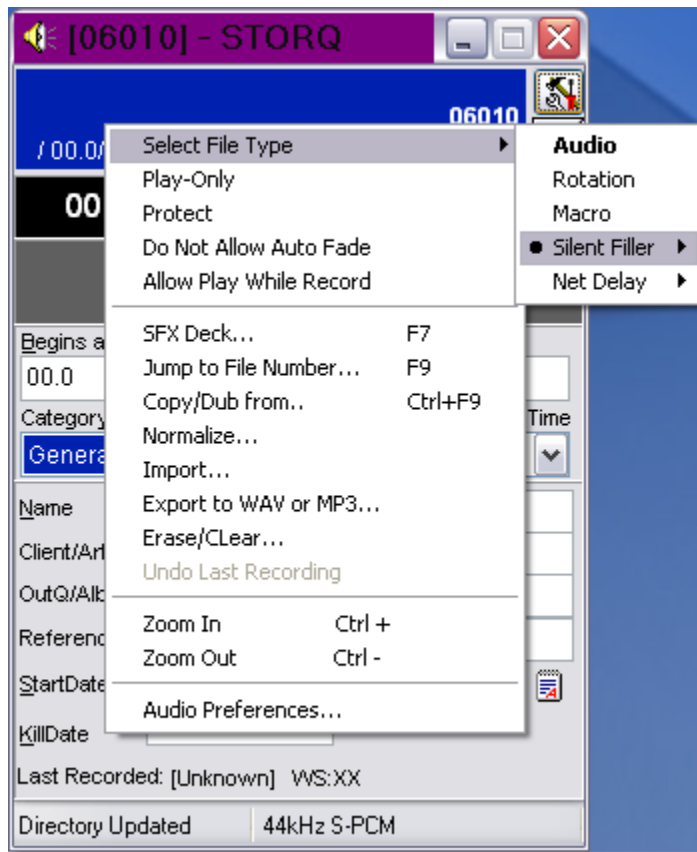 [06010] - STORQ
06010
/ 00.0/
00
Select File Type
Play-Only
Protect
Do Not Allow Auto Fade
Allow Play While Record
SFX Deck... F7
Jump to File Number... F9
Copy/Dub from.. Ctrl+F9
Normalize...
Import...
Export to WAV or MP3...
Erase/CLear...
Undo Last Recording
Zoom In Ctrl +
Zoom Out Ctrl -
Audio Preferences...
Audio
Rotation
Macro
Silent Filler
Net Delay
Begins a
00.0
Category
Time
Genera
Name
Client/Art
OutQ/Alb
Referenc
StartDate
KillDate
Last Recorded: [Unknown] WS:XX
Directory Updated 44kHz S-PCM